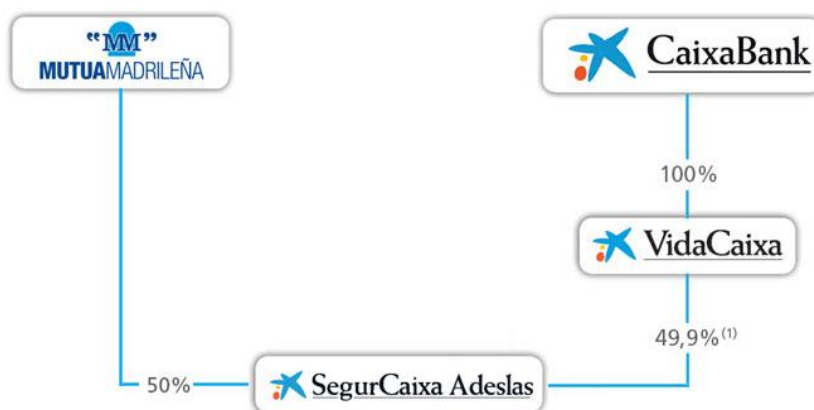 “MM”
MUTUAMADRILEÑA
CaixaBank
100%
VidaCaixa
49,9% (1)
50%
SegurCaixa Adeslas